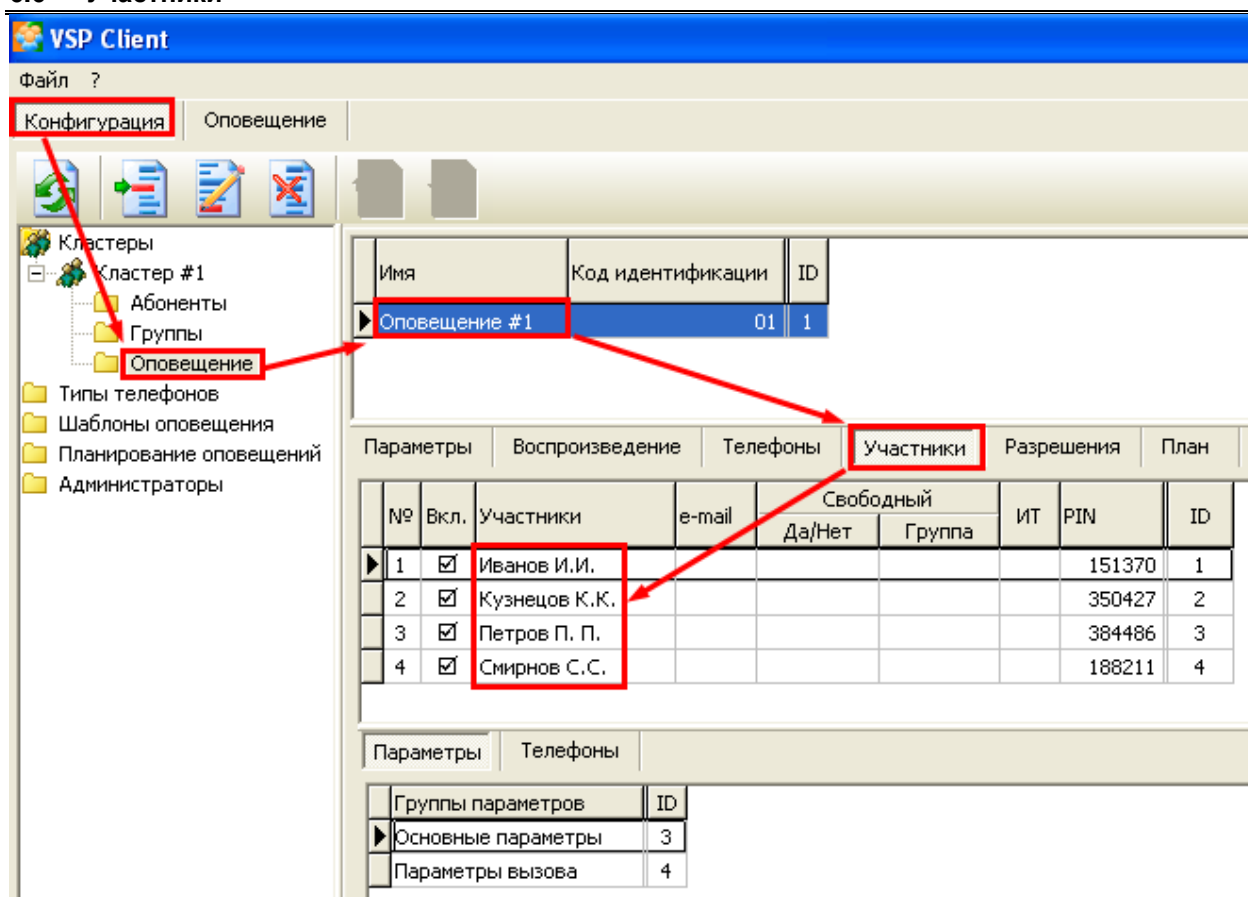 VSP Client
Файл ?
Конфигурация Оповещение
Кластеры
Кластер #1
Абоненты
Группы
Оповещение
Типы телефонов
Шаблоны оповещения
Планирование оповещений
Администраторы
Имя Код идентификации ID
Оповещение #1 01 1
Параметры Воспроизведение Телефоны Участники Разрешения План
№ Вкл. Участники e-mail Свободный ИТ PIN ID
Да/Нет Группа
1 Иванов И.И. 151370 1
2 Кузнецов К.К. 350427 2
3 Петров П. П. 384486 3
4 Смирнов С.С. 188211 4
Параметры Телефоны
Группы параметров ID
Основные параметры 3
Параметры вызова 4